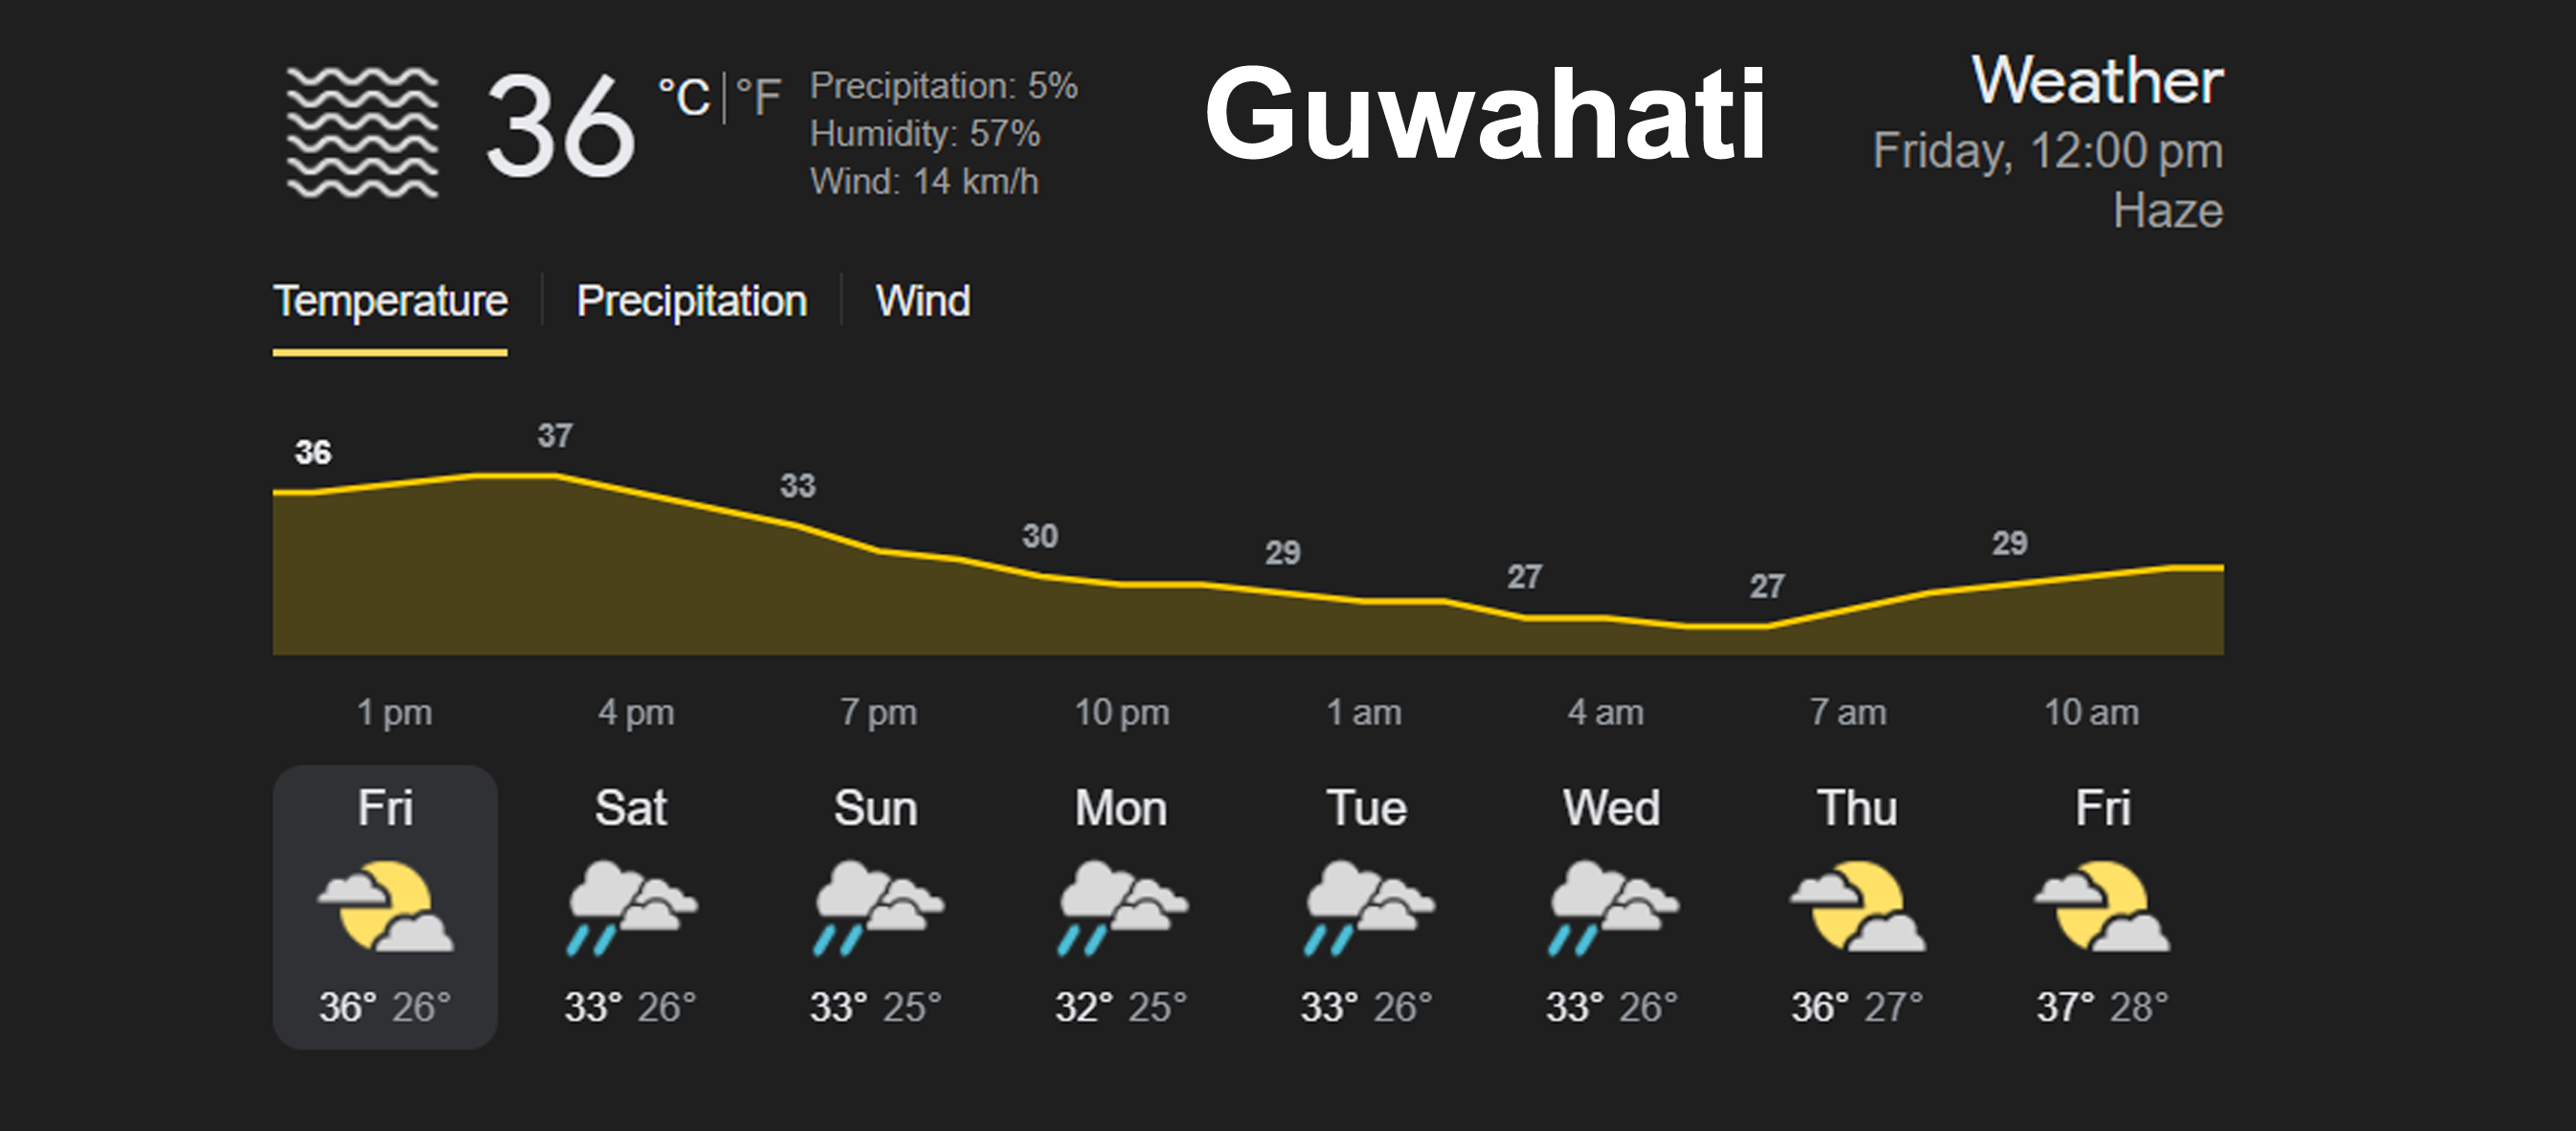 36 °C | °F
Precipitation: 5%
Humidity: 57%
Wind: 14 km/h
Guwahati
Weather
Friday, 12:00 pm
Haze
Temperature Precipitation Wind
36 37 33 30 29 27 27 29
1 pm 4 pm 7 pm 10 pm 1 am 4 am 7 am 10 am
Fri Sat Sun Mon Tue Wed Thu Fri
36° 26° 33° 26° 33° 25° 32° 25° 33° 26° 33° 26° 36° 27° 37° 28°